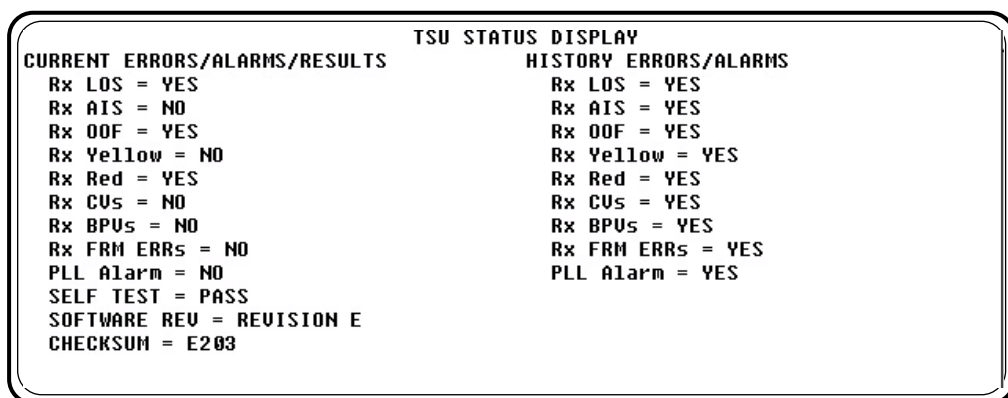 TSU STATUS DISPLAY
CURRENT ERRORS/ALARMS/RESULTS HISTORY ERRORS/ALARMS
Rx LOS = YES Rx LOS = YES
Rx AIS = NO Rx AIS = YES
Rx OOF = YES Rx OOF = YES
Rx Yellow = NO Rx Yellow = YES
Rx Red = YES Rx Red = YES
Rx CVs = NO Rx CVs = YES
Rx BPVs = NO Rx BPVs = YES
Rx FRM ERRs = NO Rx FRM ERRs = YES
PLL Alarm = NO PLL Alarm = YES
SELF TEST = PASS
SOFTWARE REV = REVISION E
CHECKSUM = E203